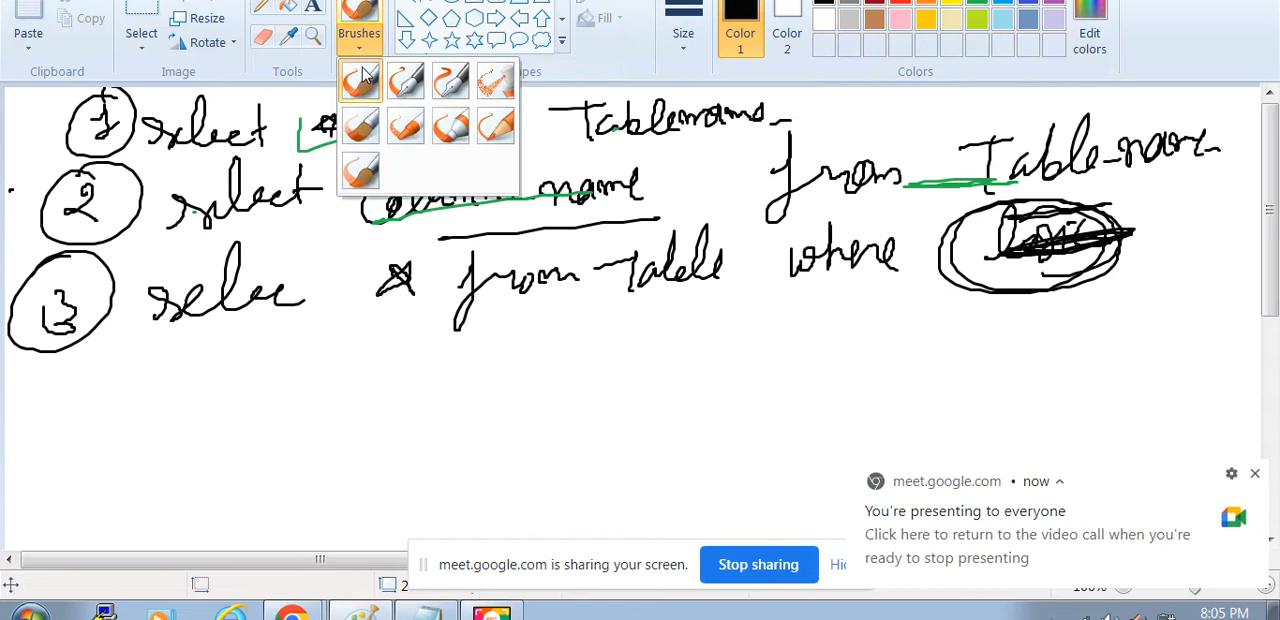 Paste
Select
Resize
Rotate
Copy
Brushes
Fill
Size
Color 1
Color 2
Edit colors
Clipboard
Image
Tools
Colors
1 select * Tablename
2 select Column name from Table-name
3 selec * from Table where
meet.google.com • now
You're presenting to everyone
Click here to return to the video call when you're
ready to stop presenting
meet.google.com is sharing your screen. Stop sharing
100%
8:05 PM